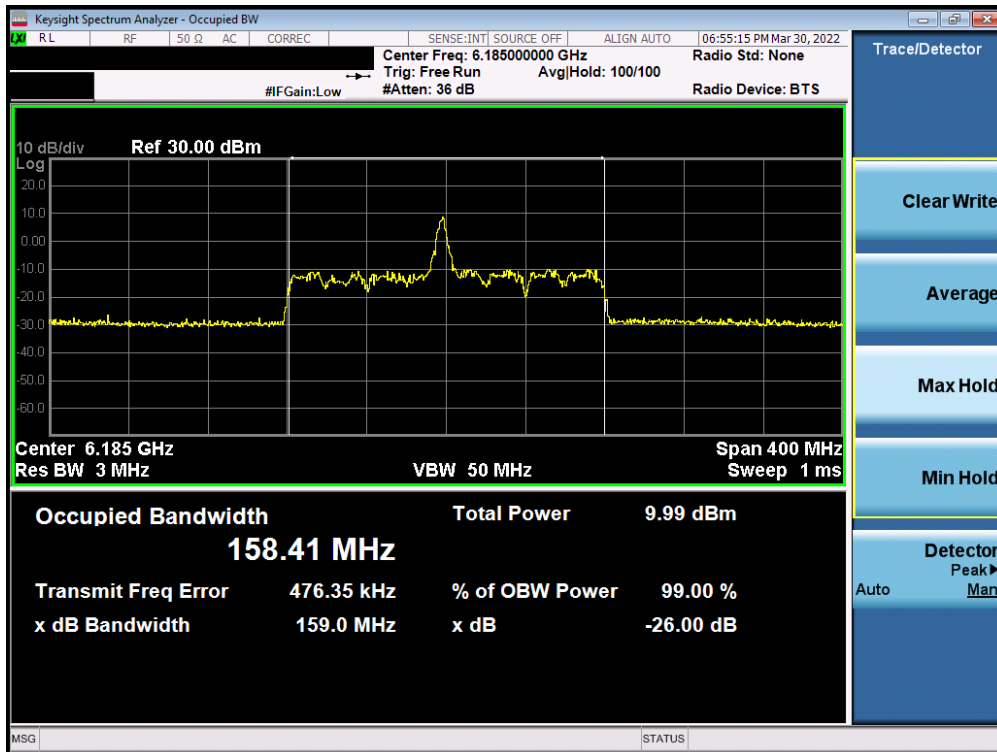 Keysight Spectrum Analyzer - Occupied BW
LXI RL RF 50 Ω AC CORREC SENSE:INT SOURCE OFF ALIGN AUTO 06:55:15 PM Mar 30, 2022
Center Freq: 6.185000000 GHz Radio Std: None
Trig: Free Run Avg|Hold: 100/100
#IFGain:Low #Atten: 36 dB Radio Device: BTS
10 dB/div Ref 30.00 dBm
Log
20.0
10.0
0.00
-10.0
-20.0
-30.0
-40.0
-50.0
-60.0
Center 6.185 GHz Span 400 MHz
Res BW 3 MHz VBW 50 MHz Sweep 1 ms
Occupied Bandwidth Total Power 9.99 dBm
158.41 MHz
Transmit Freq Error 476.35 kHz % of OBW Power 99.00 %
x dB Bandwidth 159.0 MHz x dB -26.00 dB
MSG STATUS
Trace/Detector
Clear Write
Average
Max Hold
Min Hold
Detector
Peak▶
Auto Man